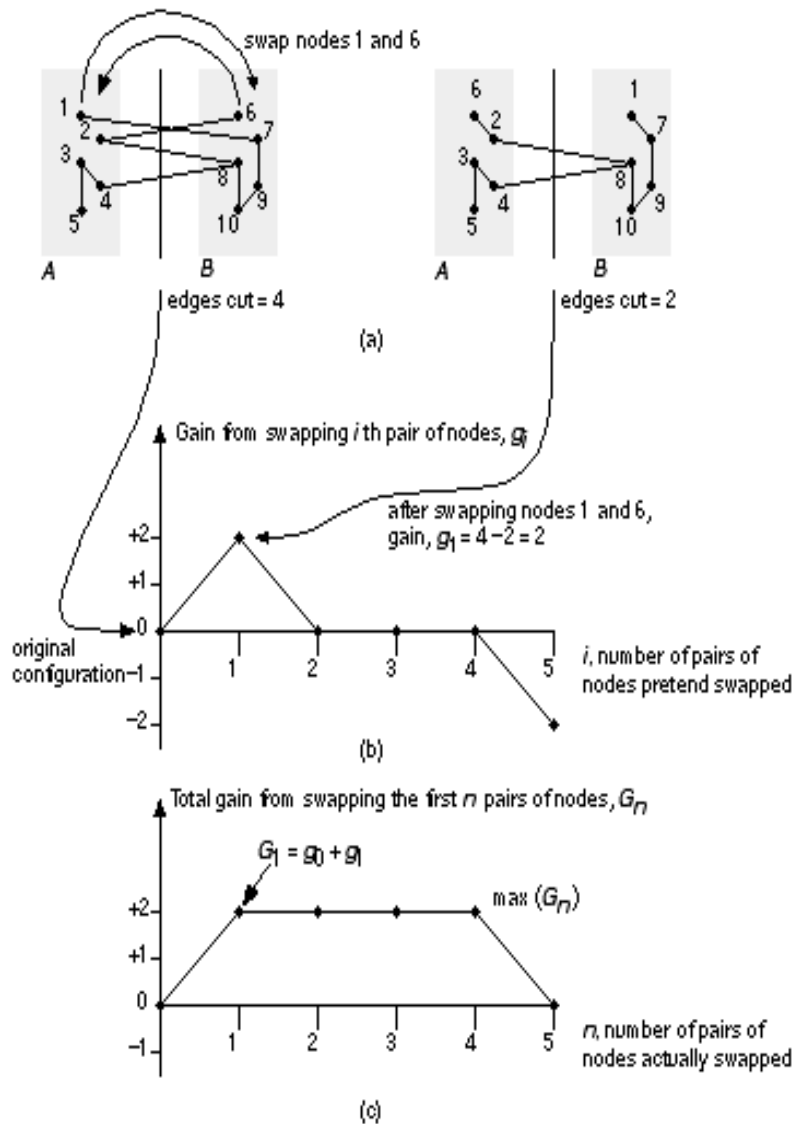 swap nodes 1 and 6
1
2
3
4
5
6
7
8
9
10
A
B
edges cut = 4
6
2
3
4
5
1
7
8
9
10
A
B
edges cut = 2
(a)
Gain from swapping i th pair of nodes, gi
after swapping nodes 1 and 6,
gain, g1 = 4 – 2 = 2
+2
+1
0
original
configuration
–1
–2
1 2 3 4 5
i, number of pairs of
nodes pretend swapped
(b)
Total gain from swapping the first n pairs of nodes, Gn
G1 = g0 + g1
max (Gn)
+2
+1
0
–1
1 2 3 4 5
n, number of pairs of
nodes actually swapped
(c)